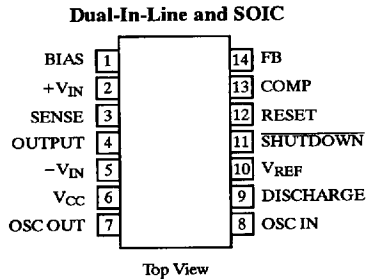 Dual-In-Line and SOIC
BIAS 1 14 FB
+VIN 2 13 COMP
SENSE 3 12 RESET
OUTPUT 4 11 SHUTDOWN
−VIN 5 10 VREF
VCC 6 9 DISCHARGE
OSC OUT 7 8 OSC IN
Top View